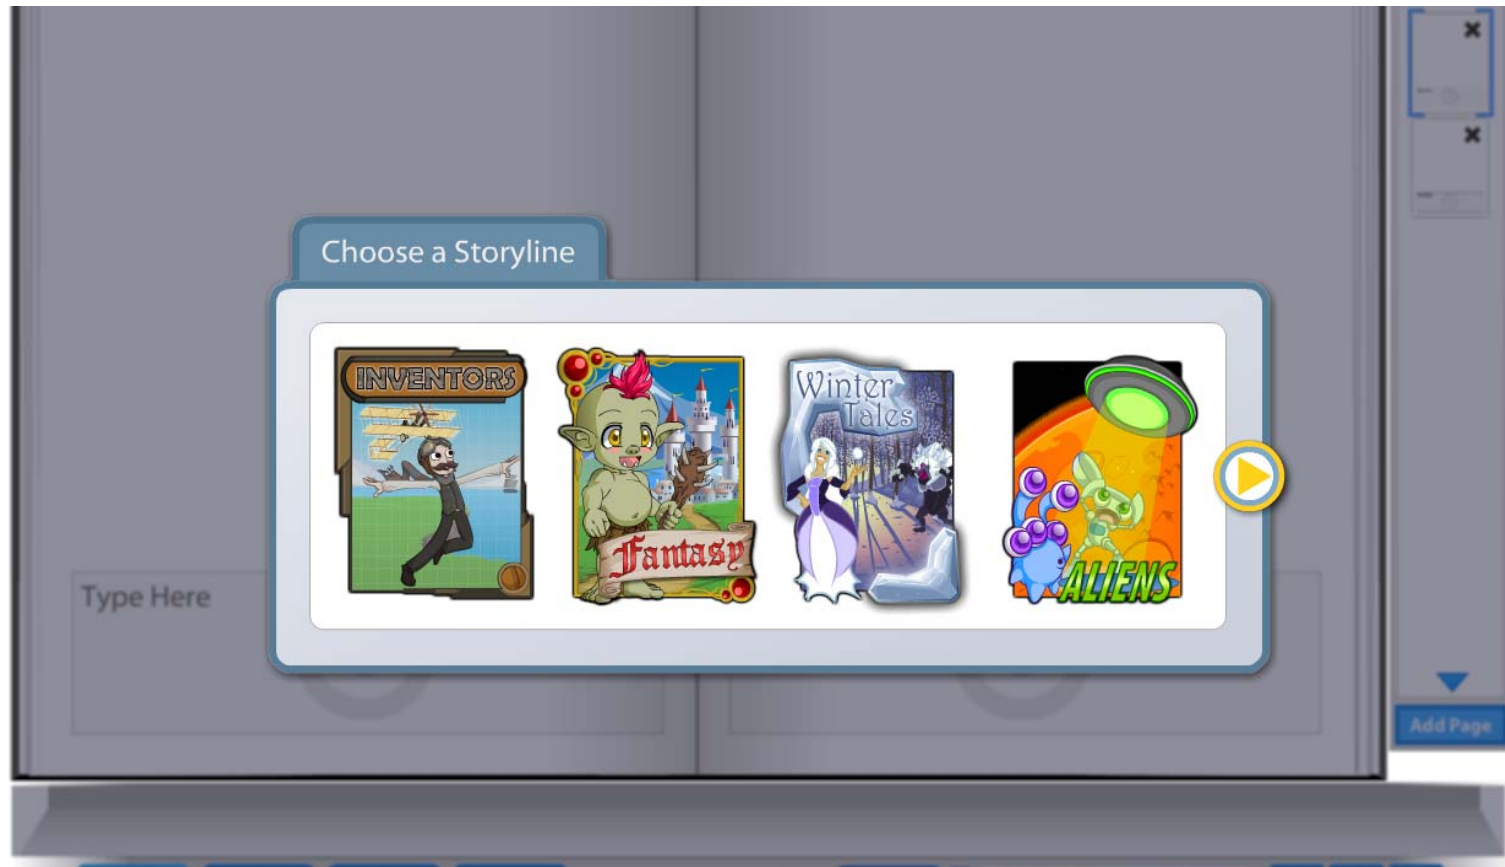 Choose a Storyline
INVENTORS
Fantasy
Winter
Tales
ALIENS
Type Here
Add Page